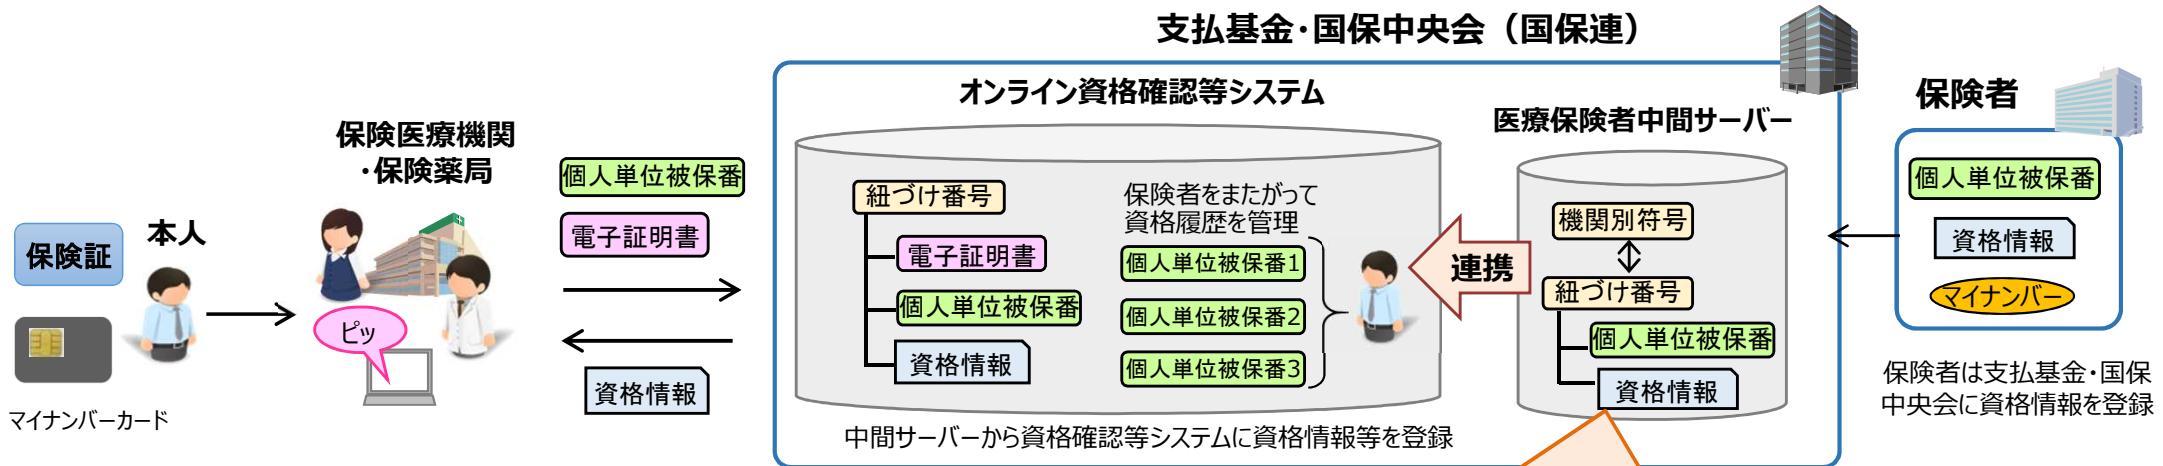 支払基金・国保中央会（国保連）
オンライン資格確認等システム
医療保険者中間サーバー
保険者
保険医療機関
・保険薬局
本人
保険証
マイナンバーカード
ピッ
個人単位被保番
電子証明書
資格情報
紐づけ番号
電子証明書
個人単位被保番
資格情報
保険者をまたがって
資格履歴を管理
個人単位被保番1
個人単位被保番2
個人単位被保番3
連携
機関別符号
紐づけ番号
個人単位被保番
資格情報
中間サーバーから資格確認等システムに資格情報等を登録
個人単位被保番
資格情報
マイナンバー
保険者は支払基金・国保
中央会に資格情報を登録